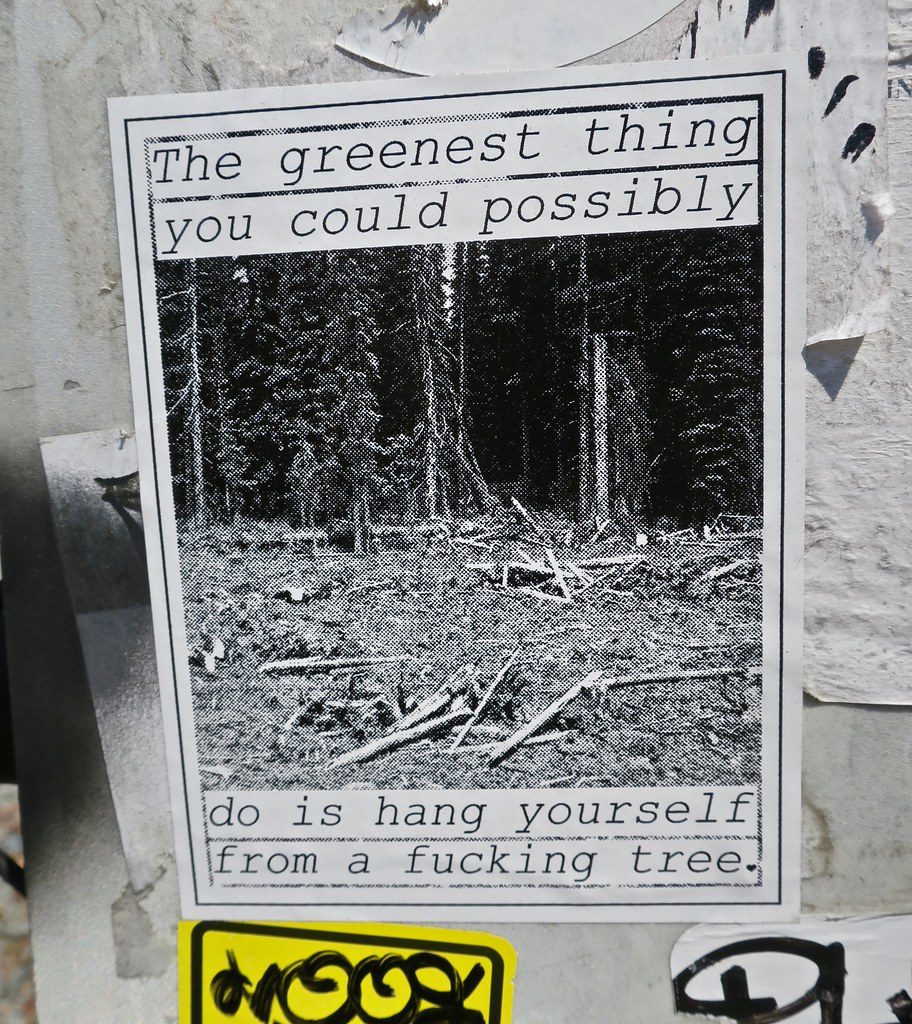 The greenest thing
you could possibly
do is hang yourself
from a fucking tree.